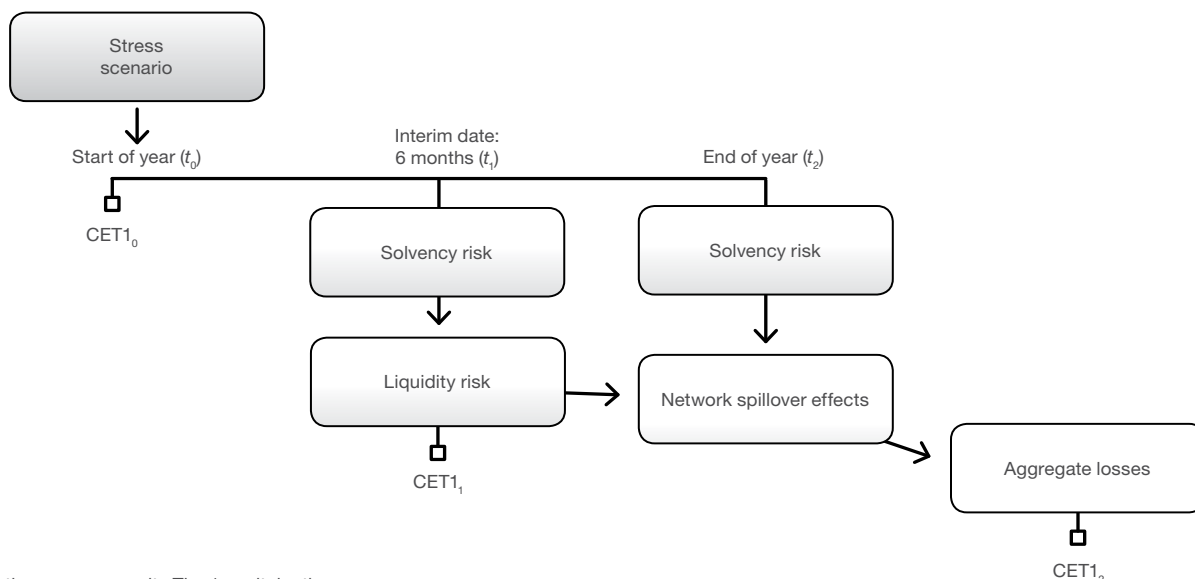 Stress
scenario
Start of year (t₀)
Interim date:
6 months (t₁)
End of year (t₂)
CET1₀
Solvency risk
Solvency risk
Liquidity risk
Network spillover effects
CET1₁
Aggregate losses
CET1₂